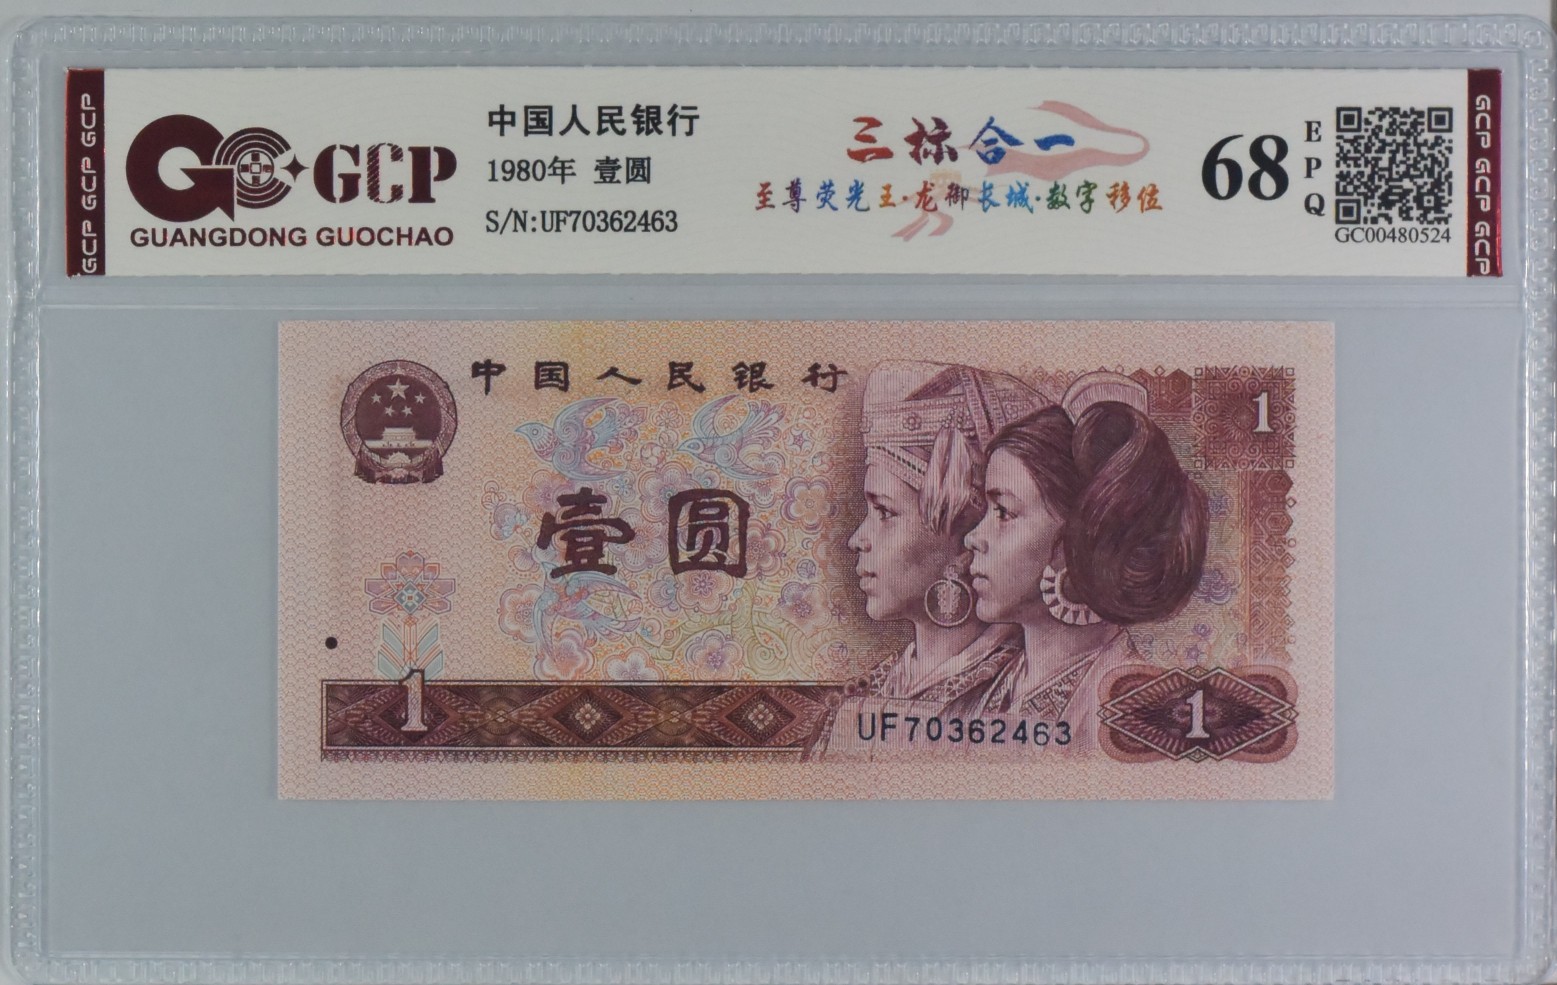 GCP GCP GCP
GCP
GUANGDONG GUOCHAO
中国人民银行
1980年 壹圆
S/N:UF70362463
三标合一
至尊荧光王·龙御长城·数字移位
68
EPQ
GC00480524
GCP GCP GCP
中国人民银行
1
壹圆
1
UF70362463
1